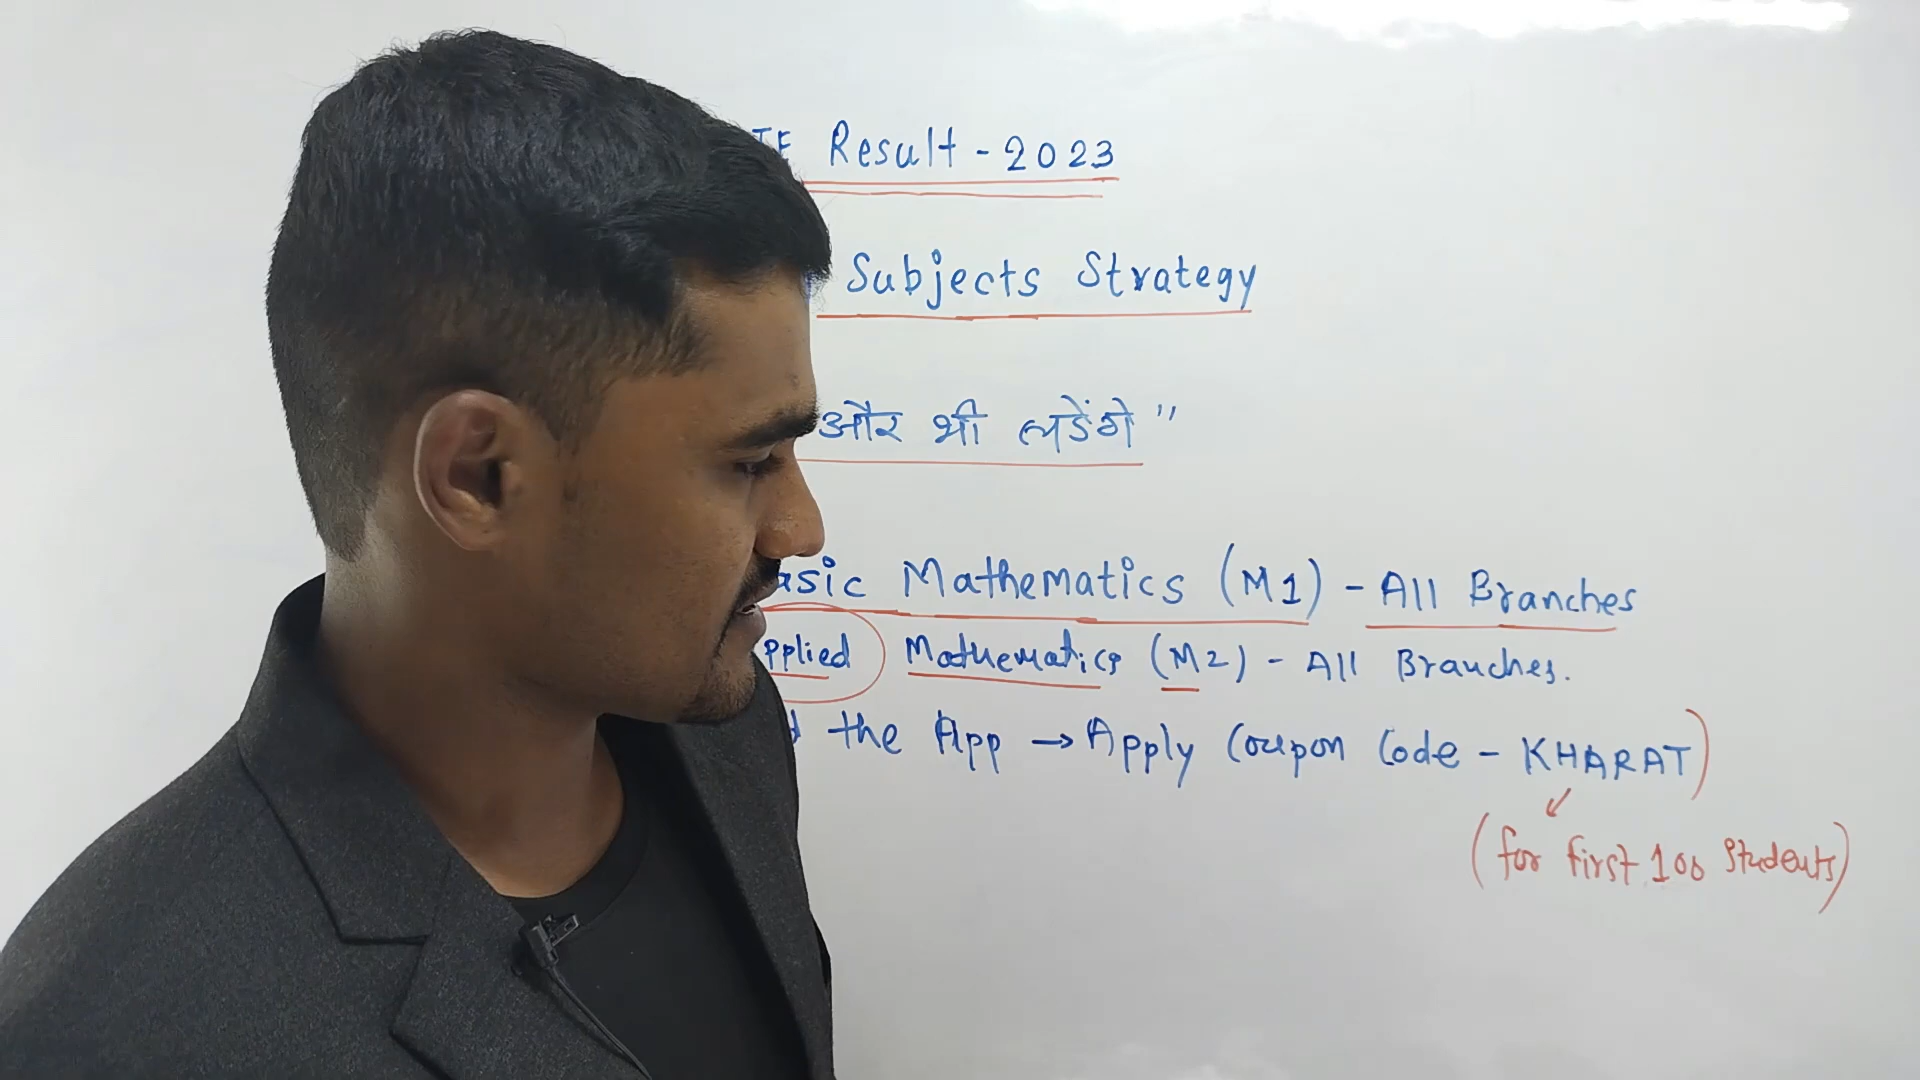 Result - 2023
Subjects Strategy
और भी लडेंगे"
asic Mathematics (M1) - All Branches
pplied Mathematics (M2) - All Branches.
the App → Apply Coupon Code - KHARAT)
(for first 100 students)